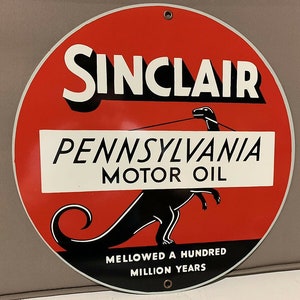 SINCLAIR
PENNSYLVANIA
MOTOR OIL
MELLOWED A HUNDRED
MILLION YEARS